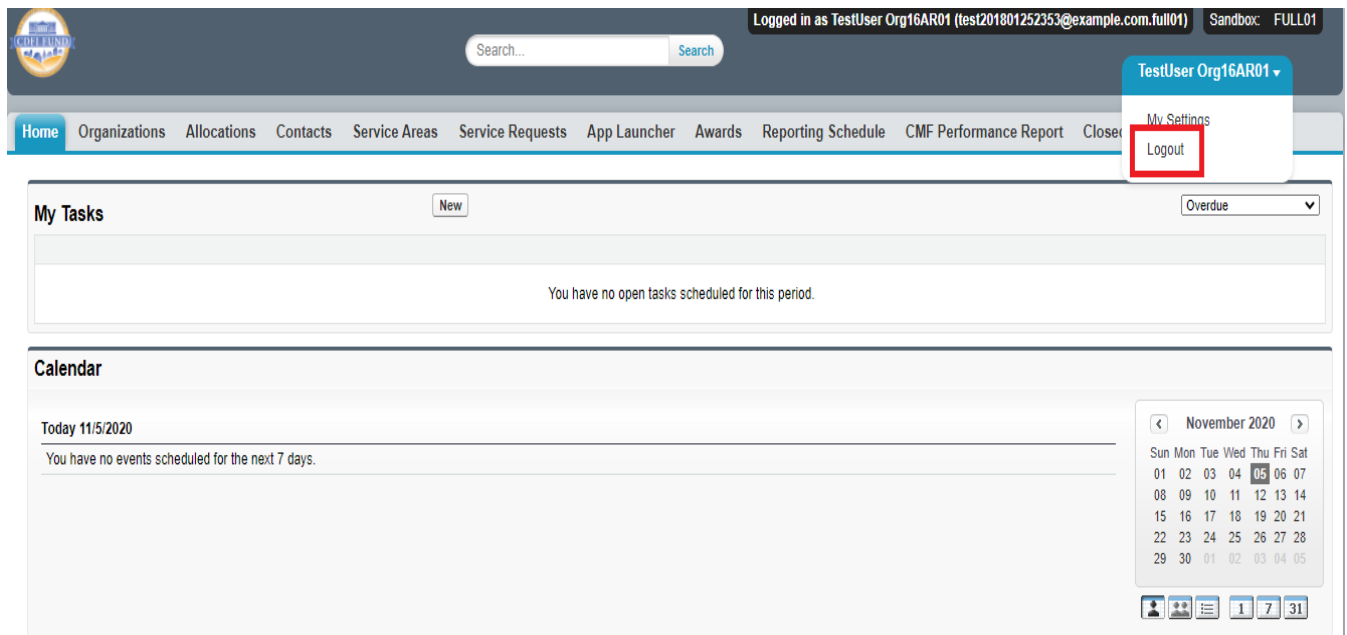 Logged in as TestUser Org16AR01 (test201801252353@example.com.full01) Sandbox: FULL01
CDFI FUND
Search... Search
TestUser Org16AR01
My Settings
Logout
Home Organizations Allocations Contacts Service Areas Service Requests App Launcher Awards Reporting Schedule CMF Performance Report
My Tasks New Overdue
You have no open tasks scheduled for this period.
Calendar
Today 11/5/2020
You have no events scheduled for the next 7 days.
November 2020
Sun Mon Tue Wed Thu Fri Sat
01 02 03 04 05 06 07
08 09 10 11 12 13 14
15 16 17 18 19 20 21
22 23 24 25 26 27 28
29 30 01 02 03 04 05
1 7 31